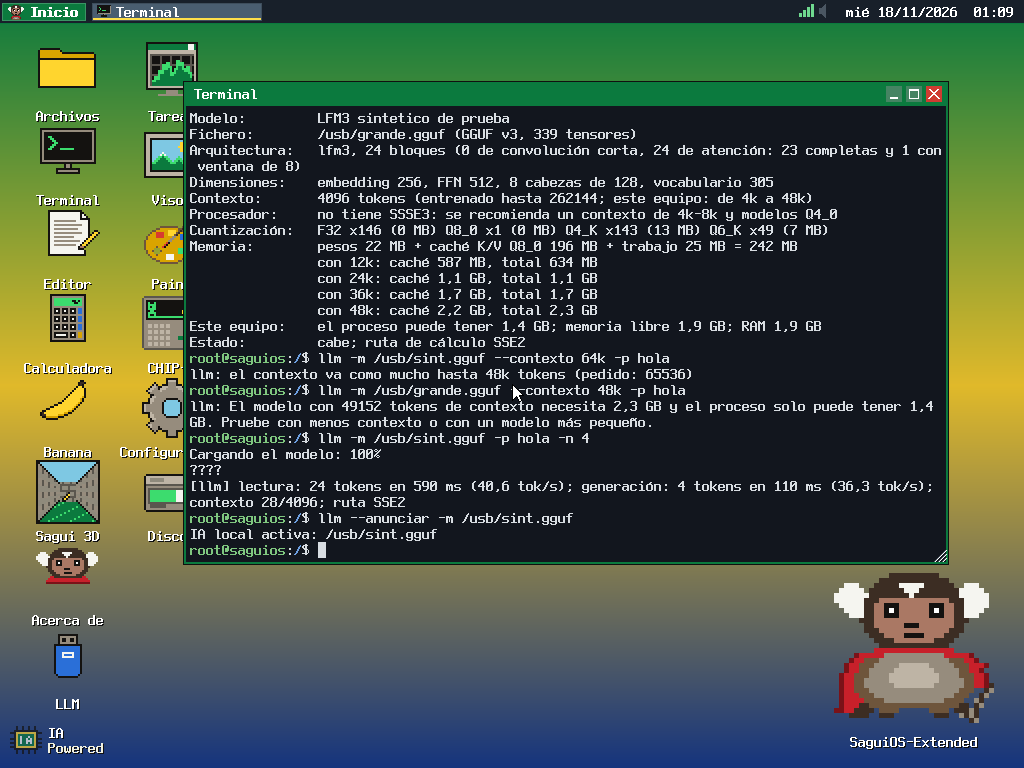 Inicio
Terminal
mié 18/11/2026 01:09
Archivos
Tarea
Terminal
Viso
Editor
Pain
Calculadora
CHIP-
Banana
Configur
Sagui 3D
Disco
Acerca de
LLM
IA
IA
Powered
Terminal
Modelo: LFM3 sintetico de prueba
Fichero: /usb/grande.gguf (GGUF v3, 339 tensores)
Arquitectura: lfm3, 24 bloques (0 de convolución corta, 24 de atención: 23 completas y 1 con
ventana de 8)
Dimensiones: embedding 256, FFN 512, 8 cabezas de 128, vocabulario 305
Contexto: 4096 tokens (entrenado hasta 262144; este equipo: de 4k a 48k)
Procesador: no tiene SSSE3: se recomienda un contexto de 4k-8k y modelos Q4_0
Cuantización: F32 x146 (0 MB) Q8_0 x1 (0 MB) Q4_K x143 (13 MB) Q6_K x49 (7 MB)
Memoria: pesos 22 MB + caché K/V Q8_0 196 MB + trabajo 25 MB = 242 MB
con 12k: caché 587 MB, total 634 MB
con 24k: caché 1,1 GB, total 1,1 GB
con 36k: caché 1,7 GB, total 1,7 GB
con 48k: caché 2,2 GB, total 2,3 GB
Este equipo: el proceso puede tener 1,4 GB; memoria libre 1,9 GB; RAM 1,9 GB
Estado: cabe; ruta de cálculo SSE2
root@saguios:/$ llm -m /usb/sint.gguf --contexto 64k -p hola
llm: el contexto va como mucho hasta 48k tokens (pedido: 65536)
root@saguios:/$ llm -m /usb/grande.gguf --contexto 48k -p hola
llm: El modelo con 49152 tokens de contexto necesita 2,3 GB y el proceso solo puede tener 1,4
GB. Pruebe con menos contexto o con un modelo más pequeño.
root@saguios:/$ llm -m /usb/sint.gguf -p hola -n 4
Cargando el modelo: 100%
????
[llm] lectura: 24 tokens en 590 ms (40,6 tok/s); generación: 4 tokens en 110 ms (36,3 tok/s);
contexto 28/4096; ruta SSE2
root@saguios:/$ llm --anunciar -m /usb/sint.gguf
IA local activa: /usb/sint.gguf
root@saguios:/$
SaguiOS-Extended